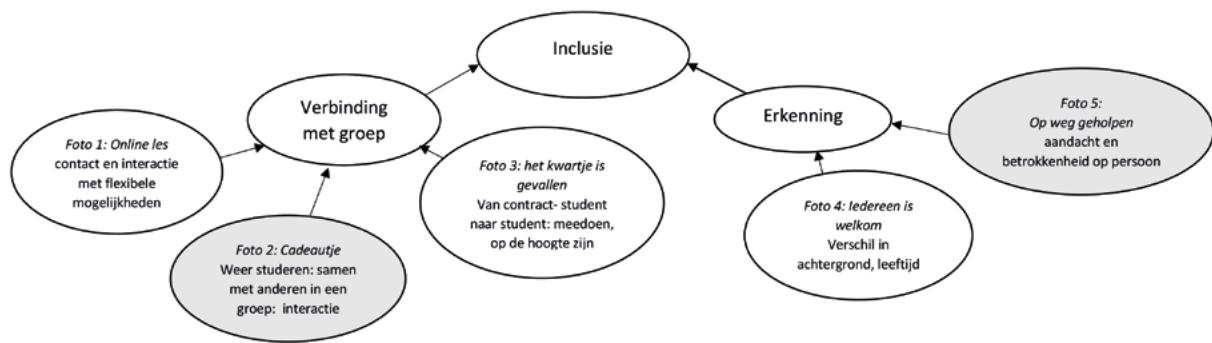 Inclusie
Verbinding
met groep
Erkenning
Foto 1: Online les
contact en interactie
met flexibele
mogelijkheden
Foto 2: Cadeautje
Weer studeren: samen
met anderen in een
groep: interactie
Foto 3: het kwartje is
gevallen
Van contract- student
naar student: meedoen,
op de hoogte zijn
Foto 4: Iedereen is
welkom
Verschil in
achtergrond, leeftijd
Foto 5:
Op weg geholpen
aandacht en
betrokkenheid op persoon